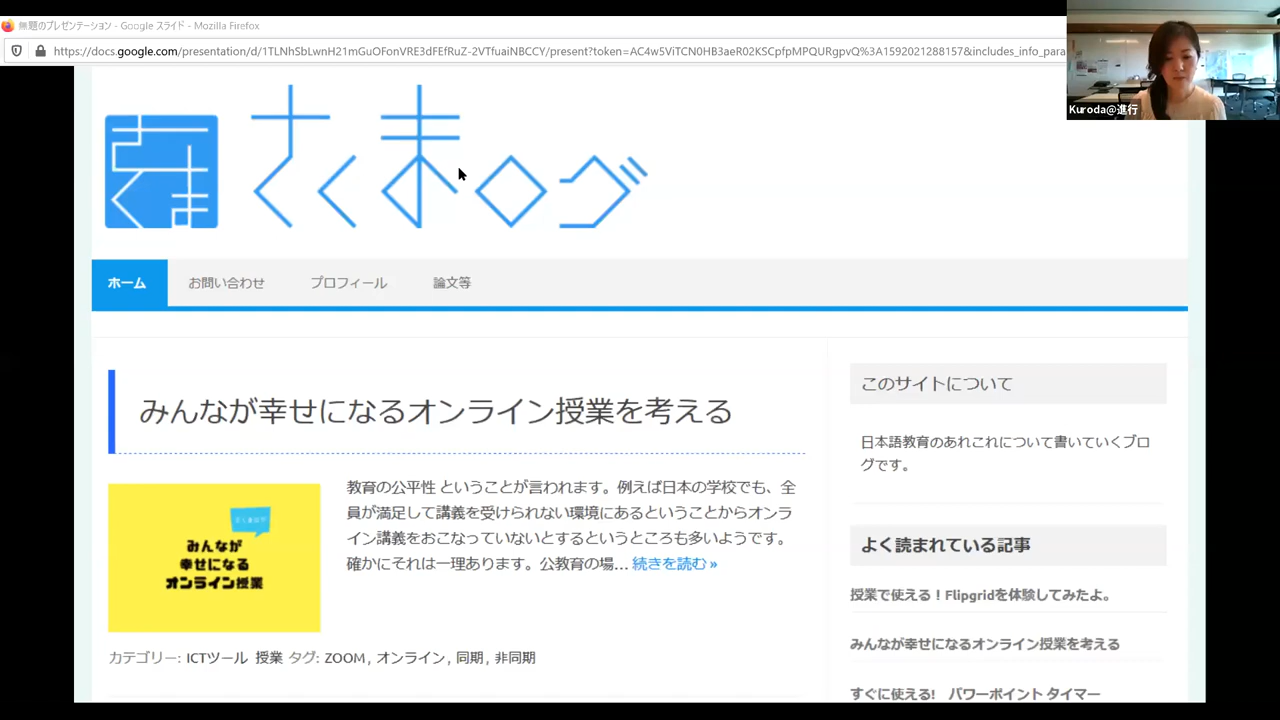 無題のプレゼンテーション - Google スライド - Mozilla Firefox
https://docs.google.com/presentation/d/1TLNhSbLwnH21mGuOFonVRE3dFEfRuZ-2VTfuaiNBCCY/present?token=AC4w5ViTCN0HB3aeK02KSCpfpMPQURgpvQ%3A1592021288157&includes_info_para
Kuroda@進行
さくま
さくまログ
ホーム
お問い合わせ
プロフィール
論文等
みんなが幸せになるオンライン授業を考える
教育の公平性 ということが言われます。例えば日本の学校でも、全
員が満足して講義を受けられない環境にあるということからオンラ
イン講義をおこなっていないとするというところも多いようです。
確かにそれは一理あります。公教育の場... 続きを読む »
みんなが
幸せになる
オンライン授業
カテゴリー: ICTツール 授業 タグ: ZOOM, オンライン, 同期, 非同期
このサイトについて
日本語教育のあれこれについて書いていくブロ
グです。
よく読まれている記事
授業で使える！Flipgridを体験してみたよ。
みんなが幸せになるオンライン授業を考える
すぐに使える! パワーポイント タイマー